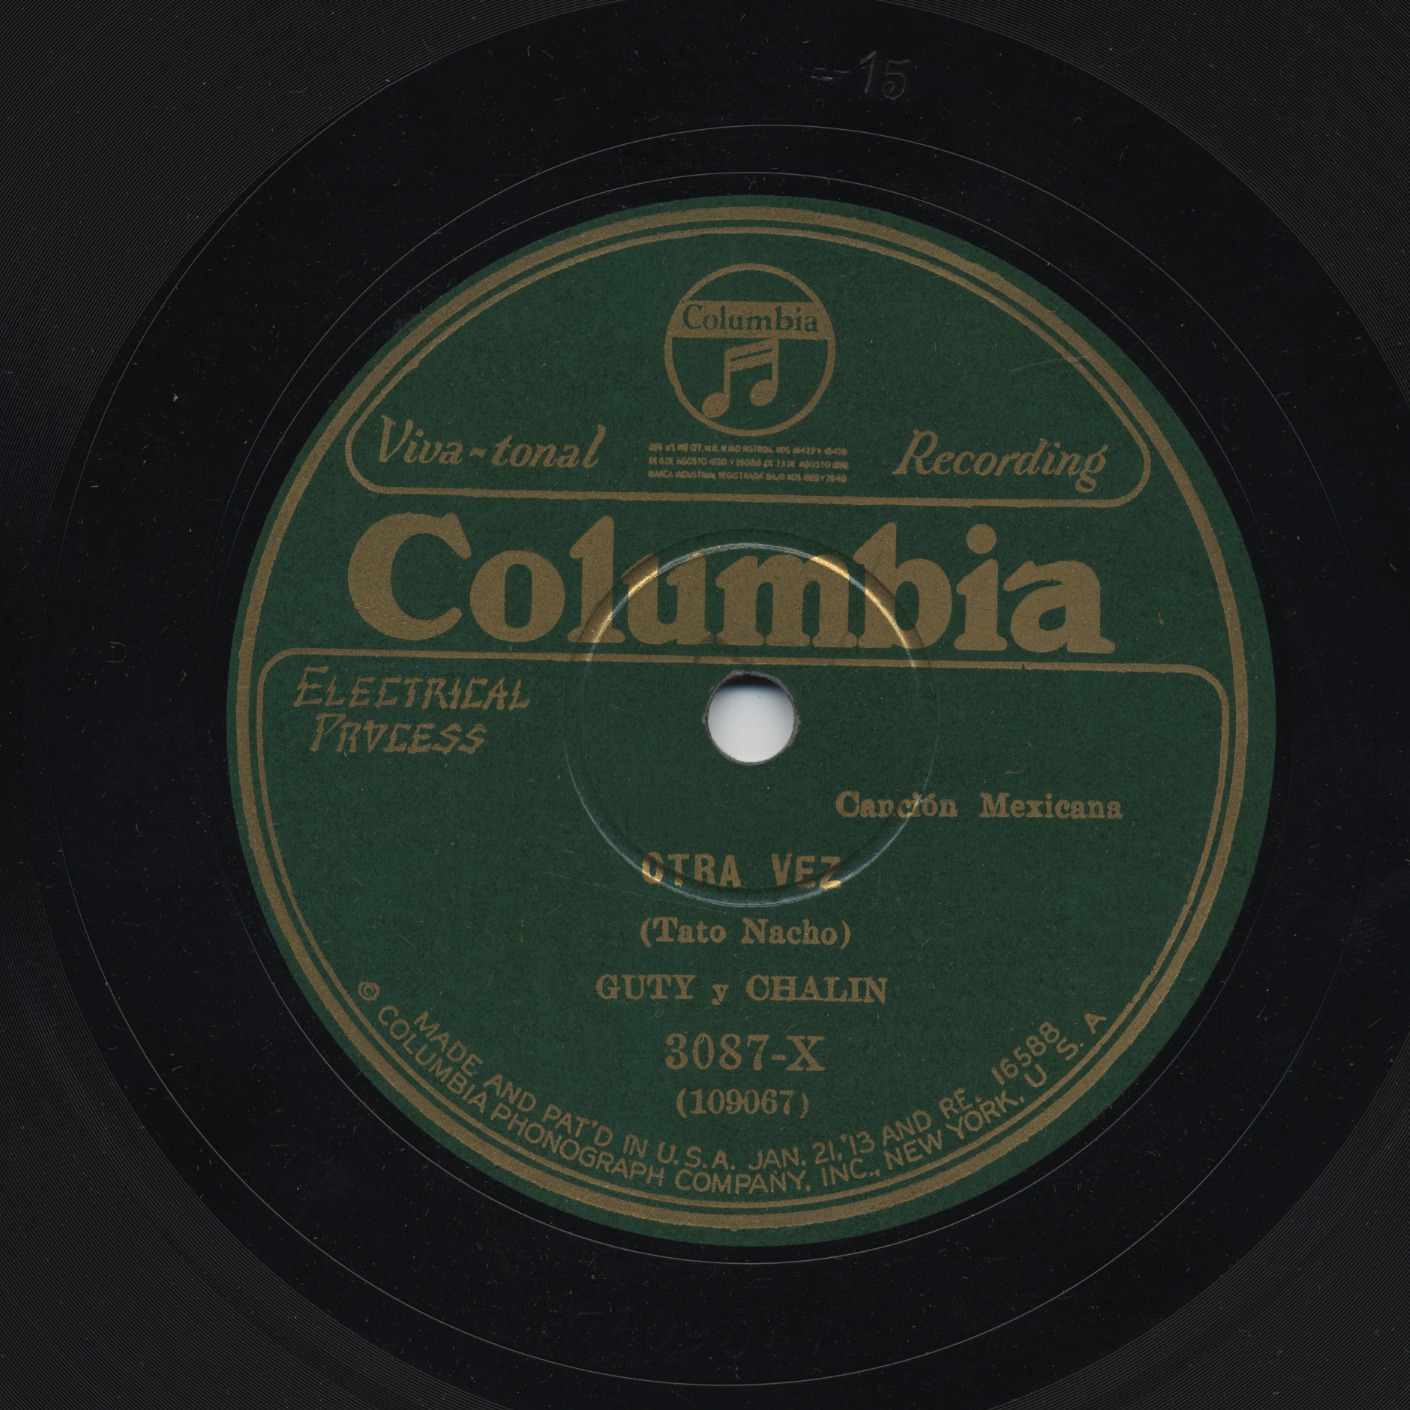 15
Columbia
Viva-tonal
Recording
Columbia
ELECTRICAL
PROCESS
Canción Mexicana
OTRA VEZ
(Tato Nacho)
GUTY y CHALIN
3087-X
(109067)
MADE AND PAT'D IN U.S.A. JAN. 21, '13 AND RE. 16588
© COLUMBIA PHONOGRAPH COMPANY, INC., NEW YORK, U. S. A